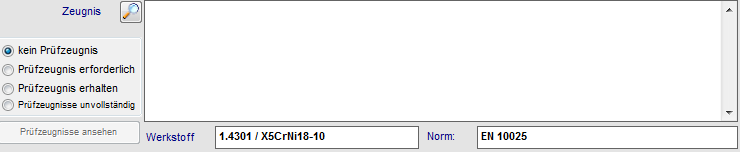 Zeugnis
kein Prüfzeugnis
Prüfzeugnis erforderlich
Prüfzeugnis erhalten
Prüfzeugnisse unvollständig
Prüfzeugnisse ansehen
Werkstoff 1.4301 / X5CrNi18-10 Norm: EN 10025